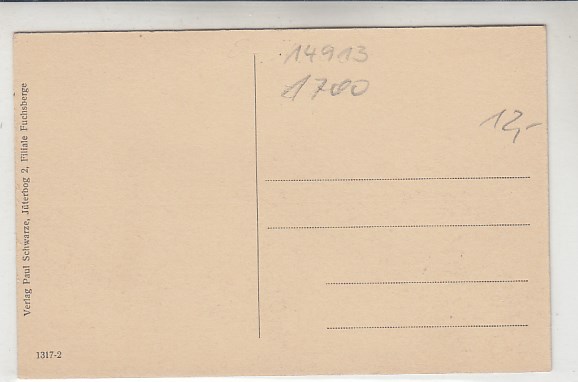 Verlag Paul Schwarze, Jüterbog 2, Filiale Fuchsberge
14913
1700
12,-
1317-2